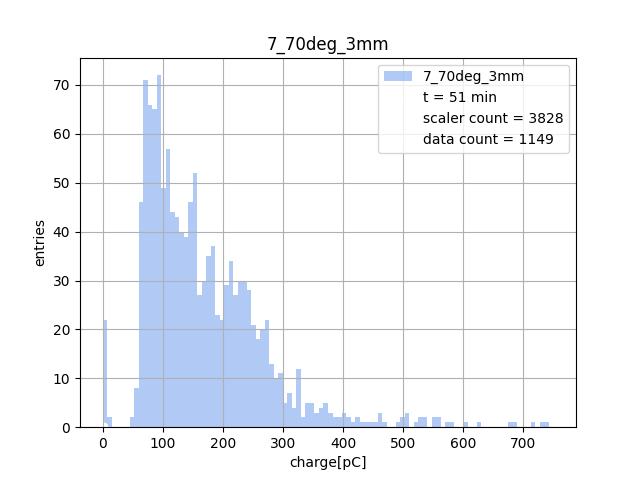 7_70deg_3mm
7_70deg_3mm
t = 51 min
scaler count = 3828
data count = 1149
entries
70
60
50
40
30
20
10
0
0 100 200 300 400 500 600 700
charge[pC]